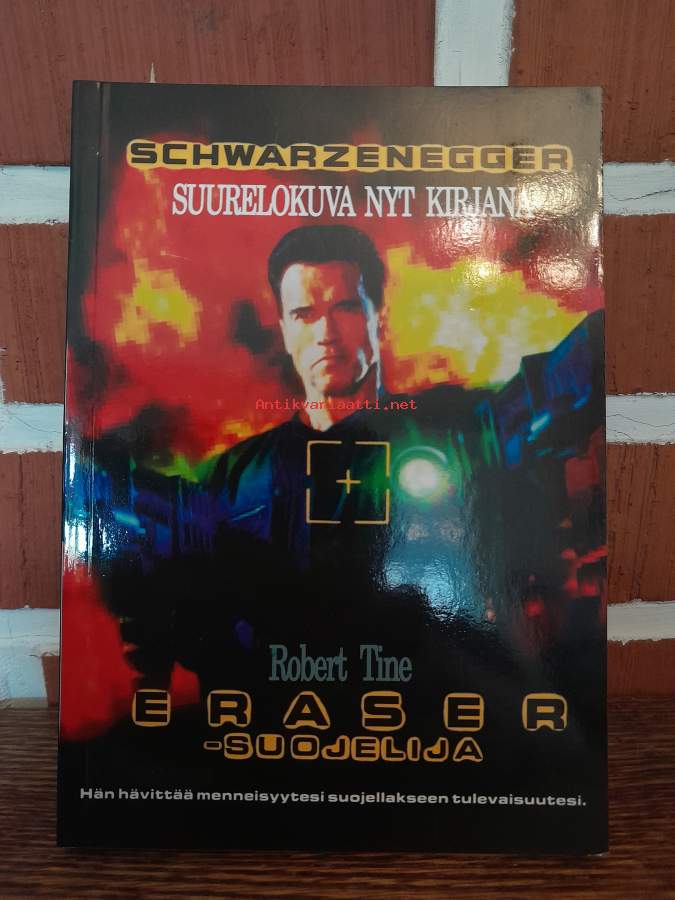 SCHWARZENEGGER
SUURELOKUVA NYT KIRJANA
Antikvariaatti.net
Robert Tine
ERASER
-SUOJELIJA
Hän hävittää menneisyytesi suojellakseen tulevaisuutesi.